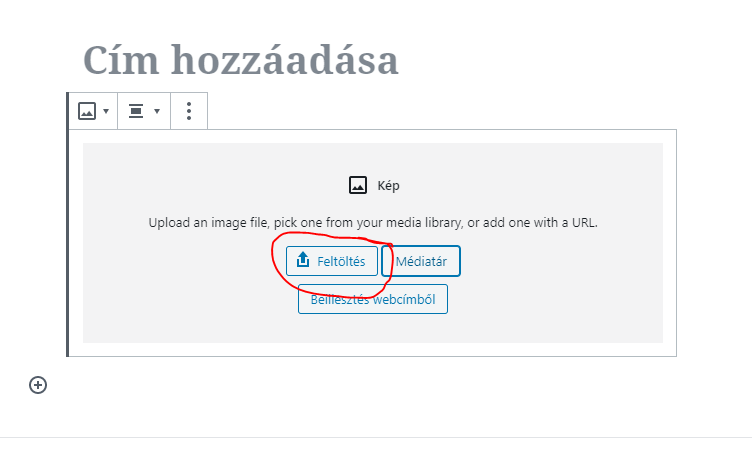 Cím hozzáadása
Kép
Upload an image file, pick one from your media library, or add one with a URL.
Feltöltés Médiatár
Beillesztés webcímből